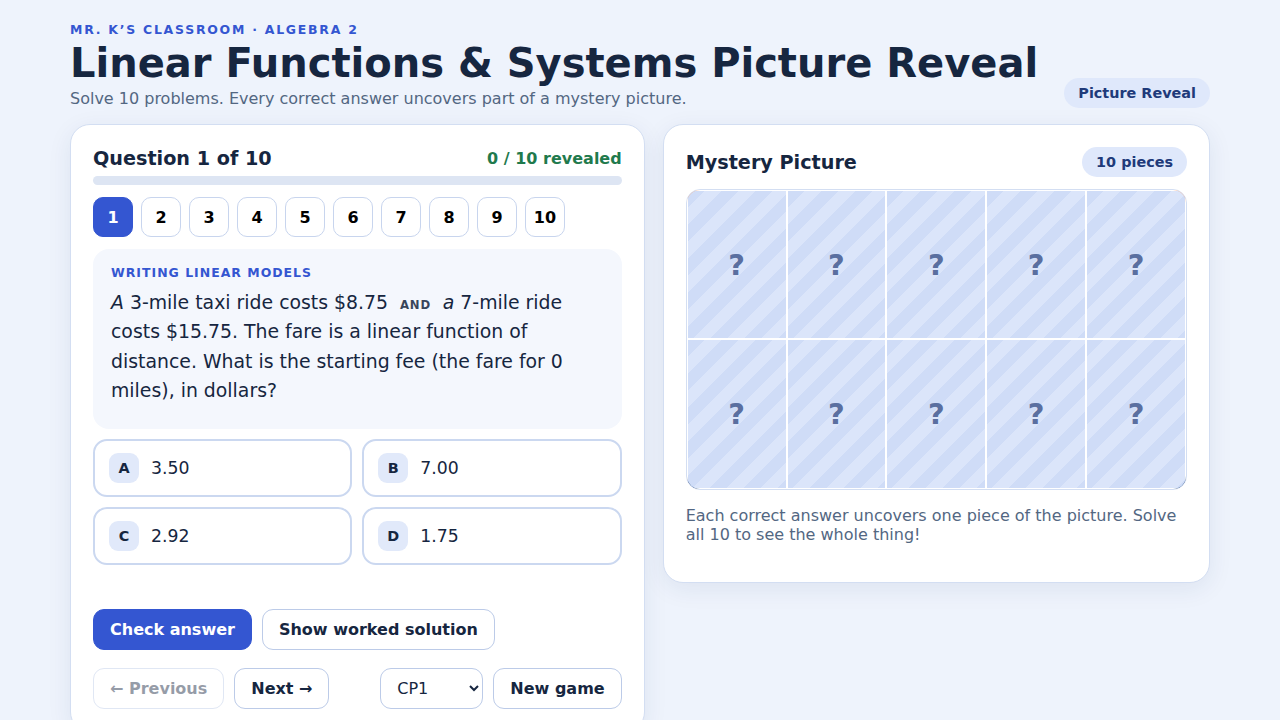 MR. K’S CLASSROOM · ALGEBRA 2
Linear Functions & Systems Picture Reveal
Solve 10 problems. Every correct answer uncovers part of a mystery picture.
Picture Reveal
Question 1 of 10
0 / 10 revealed
1 2 3 4 5 6 7 8 9 10
WRITING LINEAR MODELS
A 3-mile taxi ride costs $8.75 AND a 7-mile ride
costs $15.75. The fare is a linear function of
distance. What is the starting fee (the fare for 0
miles), in dollars?
A 3.50
B 7.00
C 2.92
D 1.75
Check answer
Show worked solution
← Previous
Next →
CP1
New game
Mystery Picture
10 pieces
? ? ? ? ?
? ? ? ? ?
Each correct answer uncovers one piece of the picture. Solve
all 10 to see the whole thing!